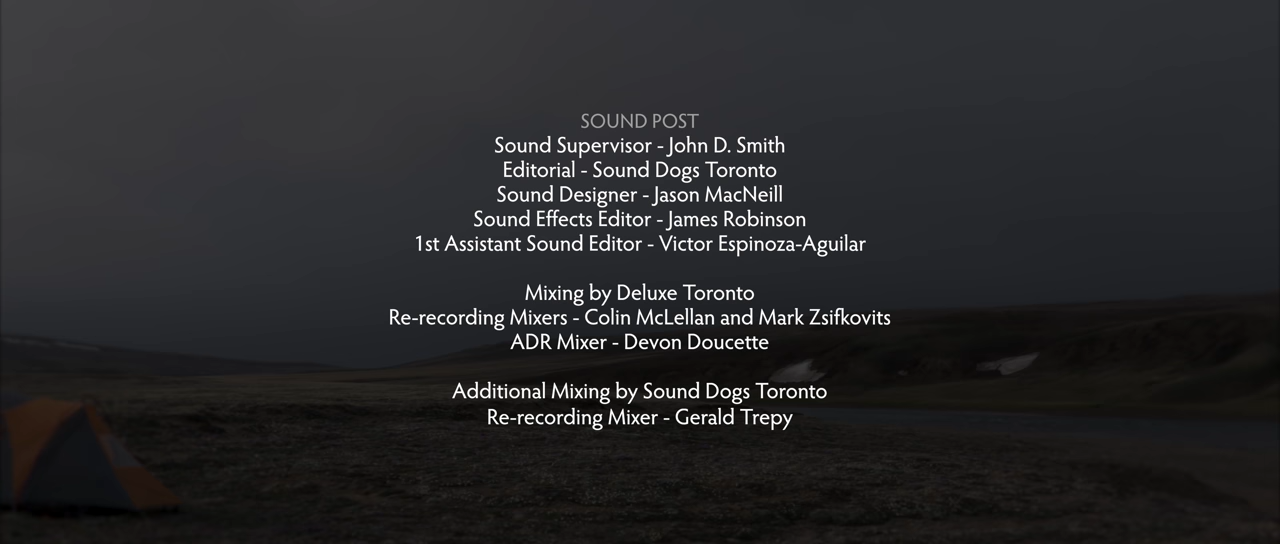 SOUND POST
Sound Supervisor - John D. Smith
Editorial - Sound Dogs Toronto
Sound Designer - Jason MacNeill
Sound Effects Editor - James Robinson
1st Assistant Sound Editor - Victor Espinoza-Aguilar
Mixing by Deluxe Toronto
Re-recording Mixers - Colin McLellan and Mark Zsifkovits
ADR Mixer - Devon Doucette
Additional Mixing by Sound Dogs Toronto
Re-recording Mixer - Gerald Trepy